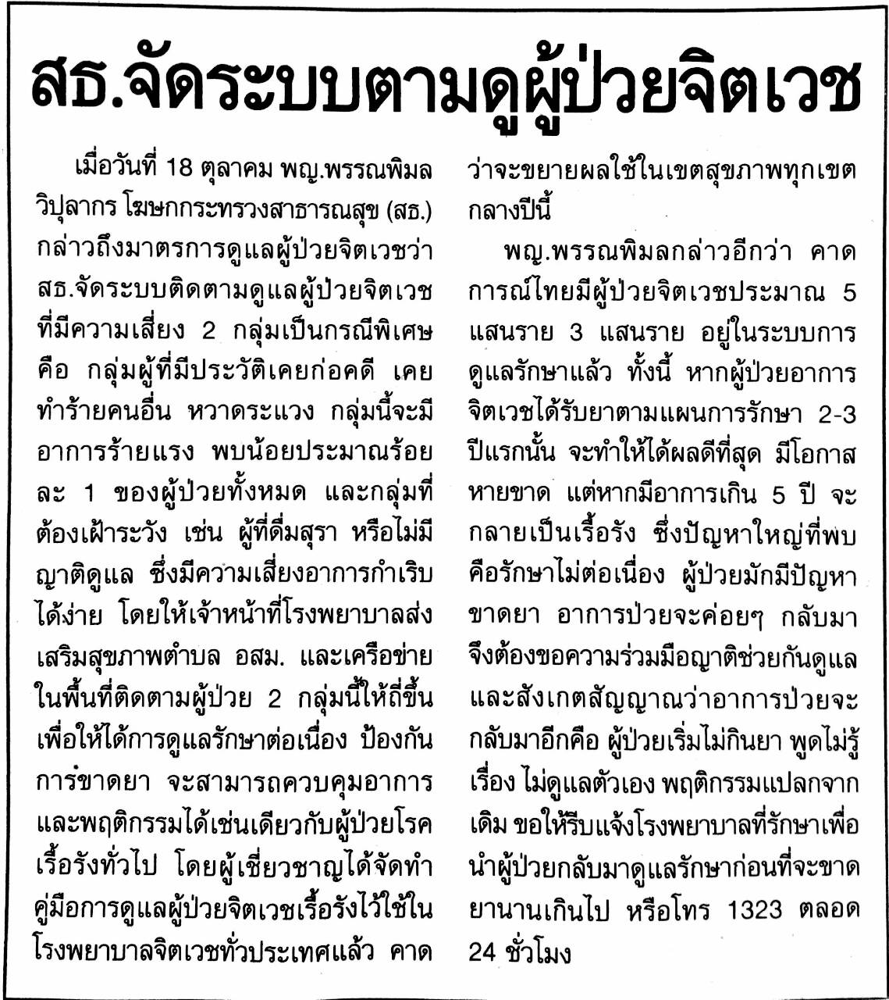 สธ.จัดระบบตามดูผู้ป่วยจิตเวช
เมื่อวันที่ 18 ตุลาคม พญ.พรรณพิมล
วิปุลากร โฆษกกระทรวงสาธารณสุข (สธ.)
กล่าวถึงมาตรการดูแลผู้ป่วยจิตเวชว่า
สธ.จัดระบบติดตามดูแลผู้ป่วยจิตเวช
ที่มีความเสี่ยง 2 กลุ่มเป็นกรณีพิเศษ
คือ กลุ่มผู้ที่มีประวัติเคยก่อคดี เคย
ทำร้ายคนอื่น หวาดระแวง กลุ่มนี้จะมี
อาการร้ายแรง พบน้อยประมาณร้อย
ละ 1 ของผู้ป่วยทั้งหมด และกลุ่มที่
ต้องเฝ้าระวัง เช่น ผู้ที่ดื่มสุรา หรือไม่มี
ญาติดูแล ซึ่งมีความเสี่ยงอาการกำเริบ
ได้ง่าย โดยให้เจ้าหน้าที่โรงพยาบาลส่ง
เสริมสุขภาพตำบล อสม. และเครือข่าย
ในพื้นที่ติดตามผู้ป่วย 2 กลุ่มนี้ให้ถี่ขึ้น
เพื่อให้ได้การดูแลรักษาต่อเนื่อง ป้องกัน
การขาดยา จะสามารถควบคุมอาการ
และพฤติกรรมได้เช่นเดียวกับผู้ป่วยโรค
เรื้อรังทั่วไป โดยผู้เชี่ยวชาญได้จัดทำ
คู่มือการดูแลผู้ป่วยจิตเวชเรื้อรังไว้ใช้ใน
โรงพยาบาลจิตเวชทั่วประเทศแล้ว คาด
ว่าจะขยายผลใช้ในเขตสุขภาพทุกเขต
กลางปีนี้
พญ.พรรณพิมลกล่าวอีกว่า คาด
การณ์ไทยมีผู้ป่วยจิตเวชประมาณ 5
แสนราย 3 แสนราย อยู่ในระบบการ
ดูแลรักษาแล้ว ทั้งนี้ หากผู้ป่วยอาการ
จิตเวชได้รับยาตามแผนการรักษา 2-3
ปีแรกนั้น จะทำให้ได้ผลดีที่สุด มีโอกาส
หายขาด แต่หากมีอาการเกิน 5 ปี จะ
กลายเป็นเรื้อรัง ซึ่งปัญหาใหญ่ที่พบ
คือรักษาไม่ต่อเนื่อง ผู้ป่วยมักมีปัญหา
ขาดยา อาการป่วยจะค่อยๆ กลับมา
จึงต้องขอความร่วมมือญาติช่วยกันดูแล
และสังเกตสัญญาณว่าอาการป่วยจะ
กลับมาอีกคือ ผู้ป่วยเริ่มไม่กินยา พูดไม่รู้
เรื่อง ไม่ดูแลตัวเอง พฤติกรรมแปลกจาก
เดิม ขอให้รีบแจ้งโรงพยาบาลที่รักษาเพื่อ
นำผู้ป่วยกลับมาดูแลรักษาก่อนที่จะขาด
ยานานเกินไป หรือโทร 1323 ตลอด
24 ชั่วโมง